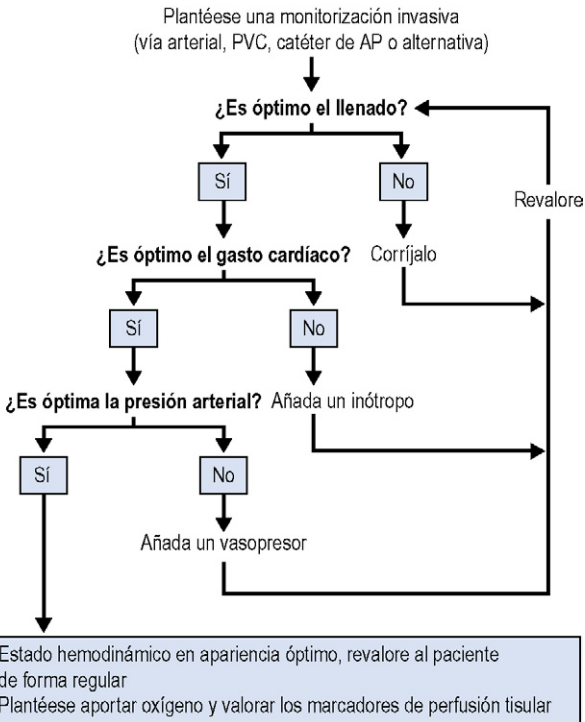 Plantéese una monitorización invasiva
(vía arterial, PVC, catéter de AP o alternativa)
¿Es óptimo el llenado?
Sí
No
Revalore
¿Es óptimo el gasto cardíaco?
Corríjalo
Sí
No
¿Es óptima la presión arterial?
Añada un inótropo
Sí
No
Añada un vasopresor
Estado hemodinámico en apariencia óptimo, revalore al paciente
de forma regular
Plantéese aportar oxígeno y valorar los marcadores de perfusión tisular